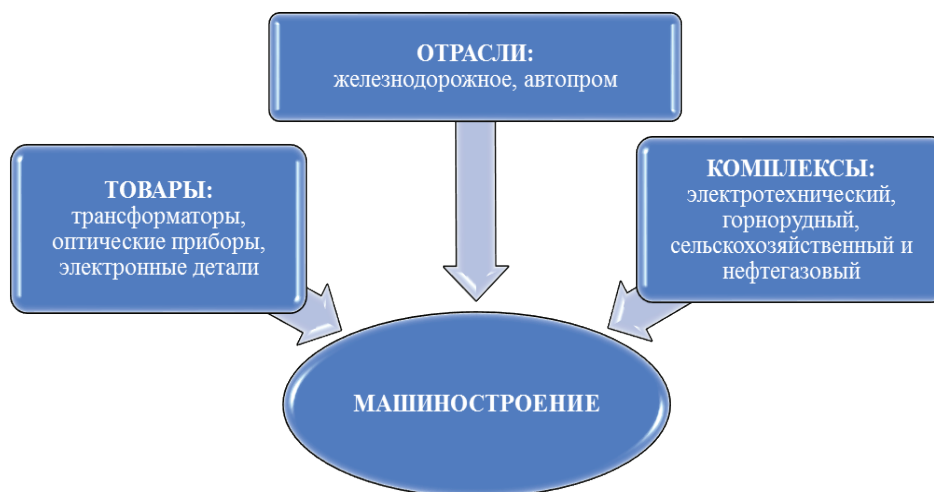 ОТРАСЛИ:
железнодорожное, автопром
ТОВАРЫ:
трансформаторы,
оптические приборы,
электронные детали
КОМПЛЕКСЫ:
электротехнический,
горнорудный,
сельскохозяйственный и
нефтегазовый
МАШИНОСТРОЕНИЕ